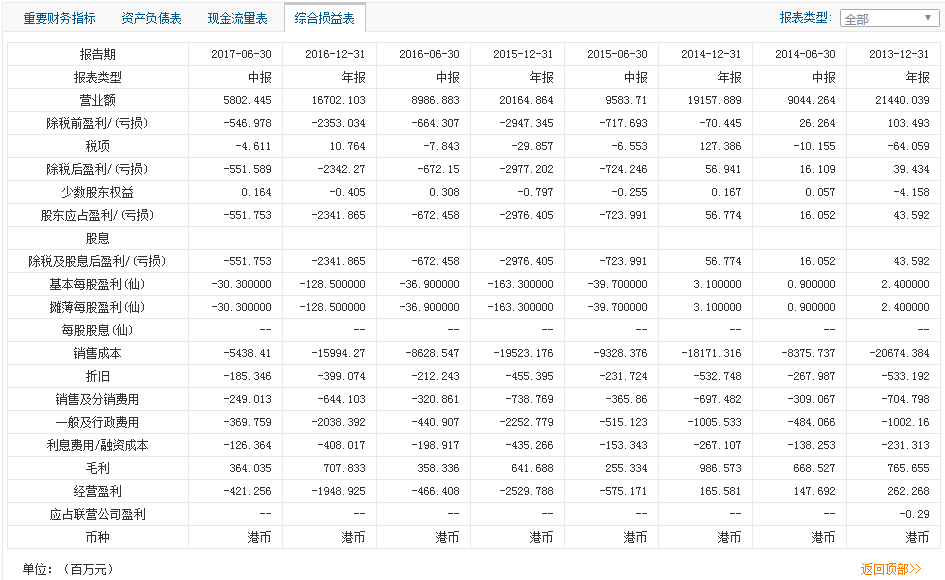 重要财务指标 资产负债表 现金流量表 综合损益表 报表类型: 全部
报告期 2017-06-30 2016-12-31 2016-06-30 2015-12-31 2015-06-30 2014-12-31 2014-06-30 2013-12-31
报表类型 中报 年报 中报 年报 中报 年报 中报 年报
营业额 5802.445 16702.103 8986.883 20164.864 9583.71 19157.889 9044.264 21440.039
除税前盈利/(亏损) -546.978 -2353.034 -664.307 -2947.345 -717.693 -70.445 26.264 103.493
税项 -4.611 10.764 -7.843 -29.857 -6.553 127.386 -10.155 -64.059
除税后盈利/(亏损) -551.589 -2342.27 -672.15 -2977.202 -724.246 56.941 16.109 39.434
少数股东权益 0.164 -0.405 0.308 -0.797 -0.255 0.167 0.057 -4.158
股东应占盈利/(亏损) -551.753 -2341.865 -672.458 -2976.405 -723.991 56.774 16.052 43.592
股息
除税及股息后盈利/(亏损) -551.753 -2341.865 -672.458 -2976.405 -723.991 56.774 16.052 43.592
基本每股盈利(仙) -30.300000 -128.500000 -36.900000 -163.300000 -39.700000 3.100000 0.900000 2.400000
摊薄每股盈利(仙) -30.300000 -128.500000 -36.900000 -163.300000 -39.700000 3.100000 0.900000 2.400000
每股股息(仙) -- -- -- -- -- -- -- --
销售成本 -5438.41 -15994.27 -8628.547 -19523.176 -9328.376 -18171.316 -8375.737 -20674.384
折旧 -185.346 -399.074 -212.243 -455.395 -231.724 -532.748 -267.987 -533.192
销售及分销费用 -249.013 -644.103 -320.861 -738.769 -365.86 -697.482 -309.067 -704.798
一般及行政费用 -369.759 -2038.392 -440.907 -2252.779 -515.123 -1005.533 -484.066 -1002.16
利息费用/融资成本 -126.364 -408.017 -198.917 -435.266 -153.343 -267.107 -138.253 -231.313
毛利 364.035 707.833 358.336 641.688 255.334 986.573 668.527 765.655
经营盈利 -421.256 -1948.925 -466.408 -2529.788 -575.171 165.581 147.692 262.268
应占联营公司盈利 -- -- -- -- -- -- -- -0.29
币种 港币 港币 港币 港币 港币 港币 港币 港币
单位: (百万元) 返回顶部>>